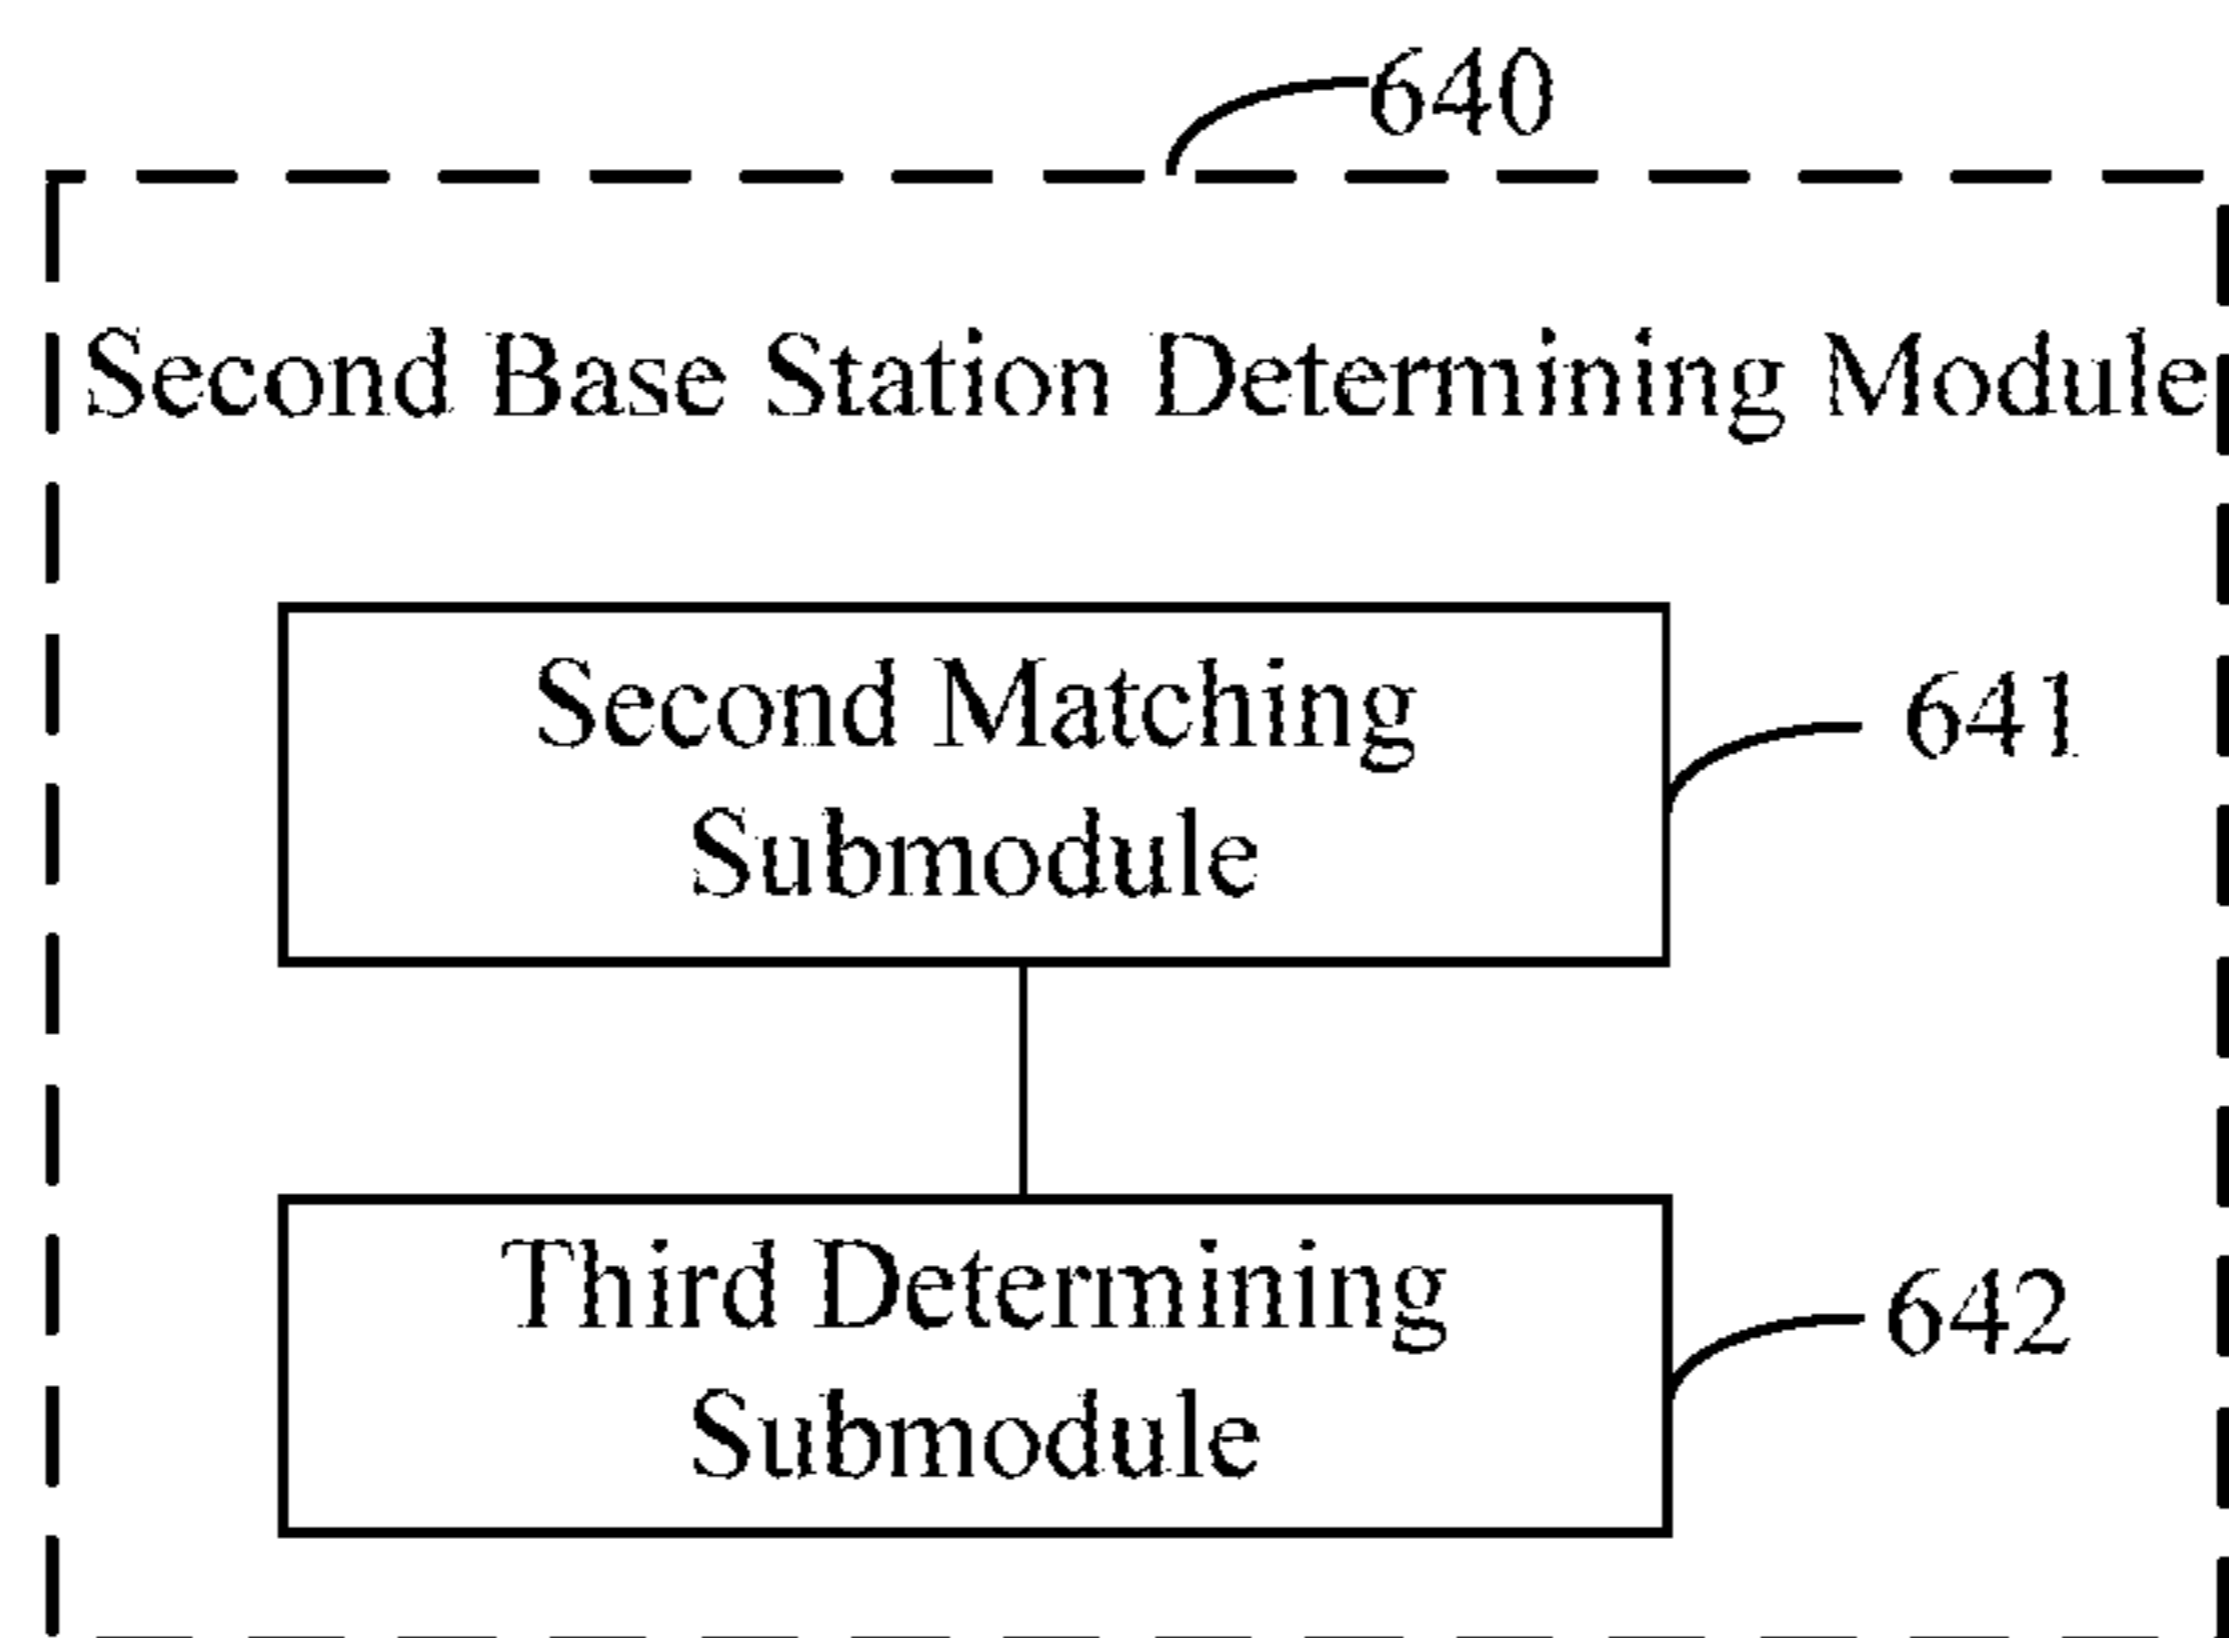 640
Second Base Station Determining Module
Second Matching
Submodule
641
Third Determining
Submodule
642